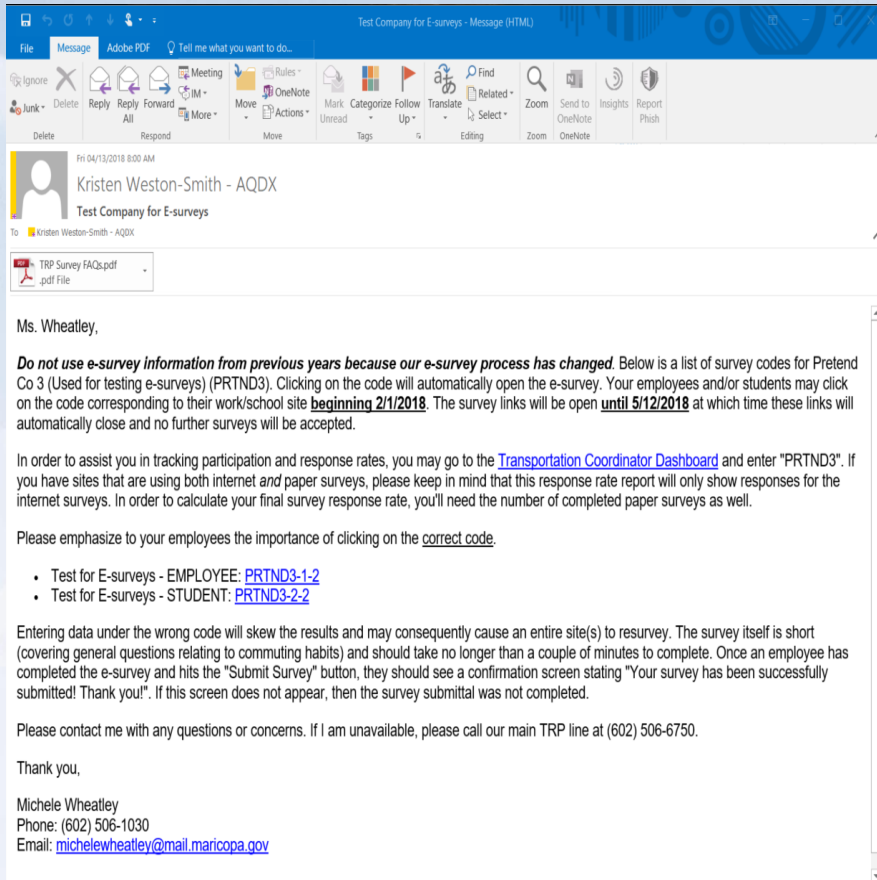 Test Company for E-surveys - Message (HTML)
File Message Adobe PDF Tell me what you want to do...
Ignore
Junk
Delete
Reply
Reply All
Forward
Meeting
IM
More
Move
Rules
OneNote
Actions
Mark Unread
Categorize
Follow Up
Translate
Find
Related
Select
Zoom
Send to OneNote
Insights
Report Phish
Delete Respond Move Tags Editing Zoom OneNote
Fri 04/13/2018 8:00 AM
Kristen Weston-Smith - AQDX
Test Company for E-surveys
To Kristen Weston-Smith - AQDX
PDF
TRP Survey FAQs.pdf
.pdf File
Ms. Wheatley,
Do not use e-survey information from previous years because our e-survey process has changed. Below is a list of survey codes for Pretend
Co 3 (Used for testing e-surveys) (PRTND3). Clicking on the code will automatically open the e-survey. Your employees and/or students may click
on the code corresponding to their work/school site beginning 2/1/2018. The survey links will be open until 5/12/2018 at which time these links will
automatically close and no further surveys will be accepted.
In order to assist you in tracking participation and response rates, you may go to the Transportation Coordinator Dashboard and enter "PRTND3". If
you have sites that are using both internet and paper surveys, please keep in mind that this response rate report will only show responses for the
internet surveys. In order to calculate your final survey response rate, you'll need the number of completed paper surveys as well.
Please emphasize to your employees the importance of clicking on the correct code.
• Test for E-surveys - EMPLOYEE: PRTND3-1-2
• Test for E-surveys - STUDENT: PRTND3-2-2
Entering data under the wrong code will skew the results and may consequently cause an entire site(s) to resurvey. The survey itself is short
(covering general questions relating to commuting habits) and should take no longer than a couple of minutes to complete. Once an employee has
completed the e-survey and hits the "Submit Survey" button, they should see a confirmation screen stating "Your survey has been successfully
submitted! Thank you!". If this screen does not appear, then the survey submittal was not completed.
Please contact me with any questions or concerns. If I am unavailable, please call our main TRP line at (602) 506-6750.
Thank you,
Michele Wheatley
Phone: (602) 506-1030
Email: michelewheatley@mail.maricopa.gov